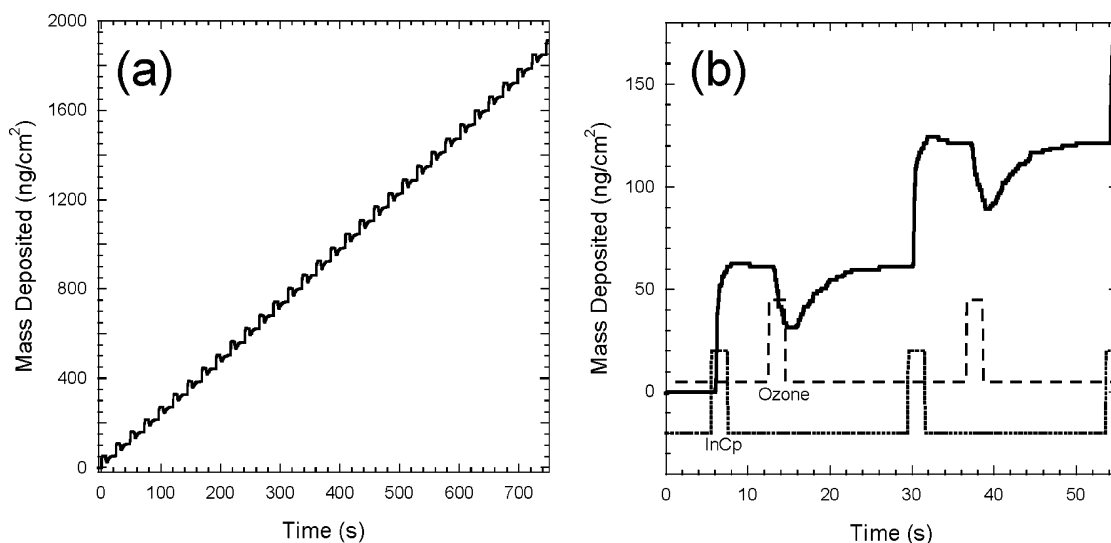 (a)
Mass Deposited (ng/cm²)
2000
1600
1200
800
400
0
0 100 200 300 400 500 600 700
Time (s)
(b)
Mass Deposited (ng/cm²)
150
100
50
0
Ozone
InCp
0 10 20 30 40 50
Time (s)